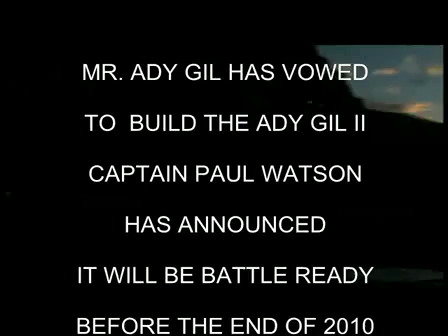 MR. ADY GIL HAS VOWED
TO BUILD THE ADY GIL II
CAPTAIN PAUL WATSON
HAS ANNOUNCED
IT WILL BE BATTLE READY
BEFORE THE END OF 2010